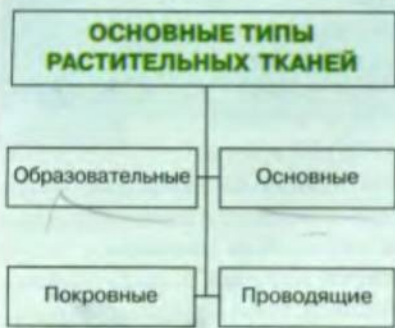 ОСНОВНЫЕ ТИПЫ
РАСТИТЕЛЬНЫХ ТКАНЕЙ
Образовательные
Основные
Покровные
Проводящие